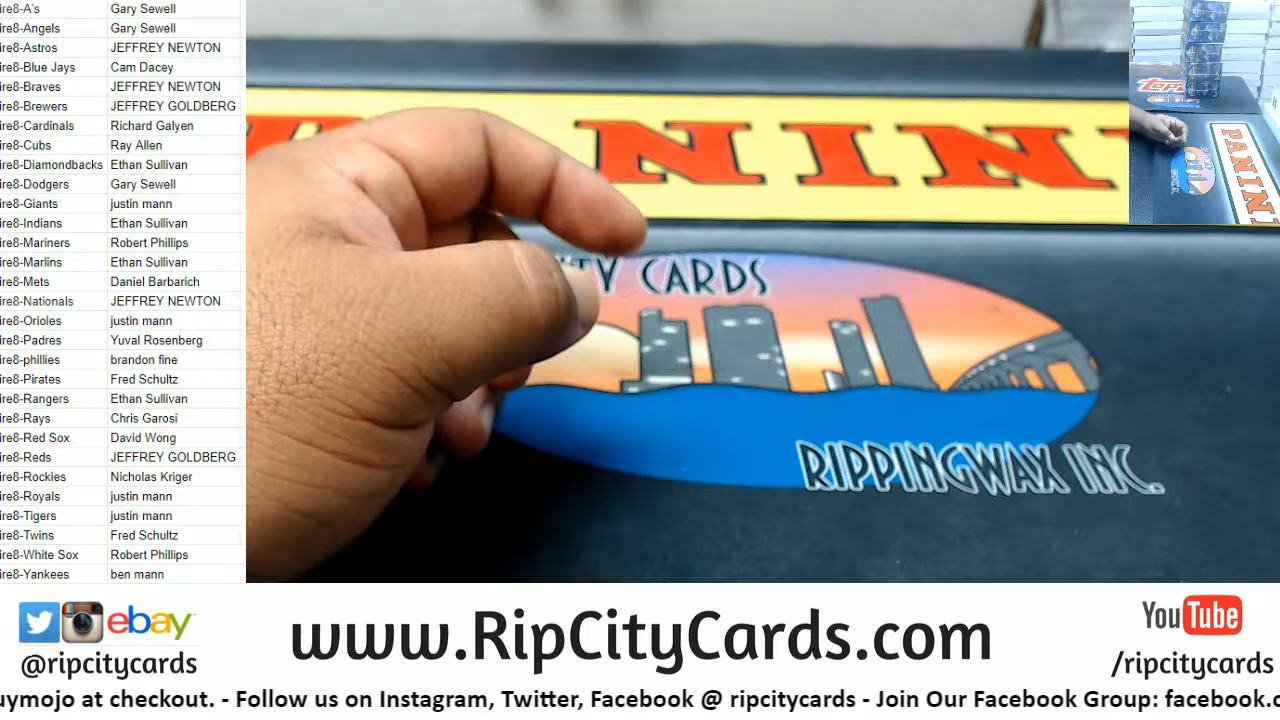 ire8-A's Gary Sewell
ire8-Angels Gary Sewell
ire8-Astros JEFFREY NEWTON
ire8-Blue Jays Cam Dacey
ire8-Braves JEFFREY NEWTON
ire8-Brewers JEFFREY GOLDBERG
ire8-Cardinals Richard Galyen
ire8-Cubs Ray Allen
ire8-Diamondbacks Ethan Sullivan
ire8-Dodgers Gary Sewell
ire8-Giants justin mann
ire8-Indians Ethan Sullivan
ire8-Mariners Robert Phillips
ire8-Marlins Ethan Sullivan
ire8-Mets Daniel Barbarich
ire8-Nationals JEFFREY NEWTON
ire8-Orioles justin mann
ire8-Padres Yuval Rosenberg
ire8-phillies brandon fine
ire8-Pirates Fred Schultz
ire8-Rangers Ethan Sullivan
ire8-Rays Chris Garosi
ire8-Red Sox David Wong
ire8-Reds JEFFREY GOLDBERG
ire8-Rockies Nicholas Kriger
ire8-Royals justin mann
ire8-Tigers justin mann
ire8-Twins Fred Schultz
ire8-White Sox Robert Phillips
ire8-Yankees ben mann
NINI
TY CARDS
RIPPINGWAX INC.
PANINI
ebay
@ripcitycards
www.RipCityCards.com
YouTube
/ripcitycards
uymojo at checkout. - Follow us on Instagram, Twitter, Facebook @ ripcitycards - Join Our Facebook Group: facebook.c